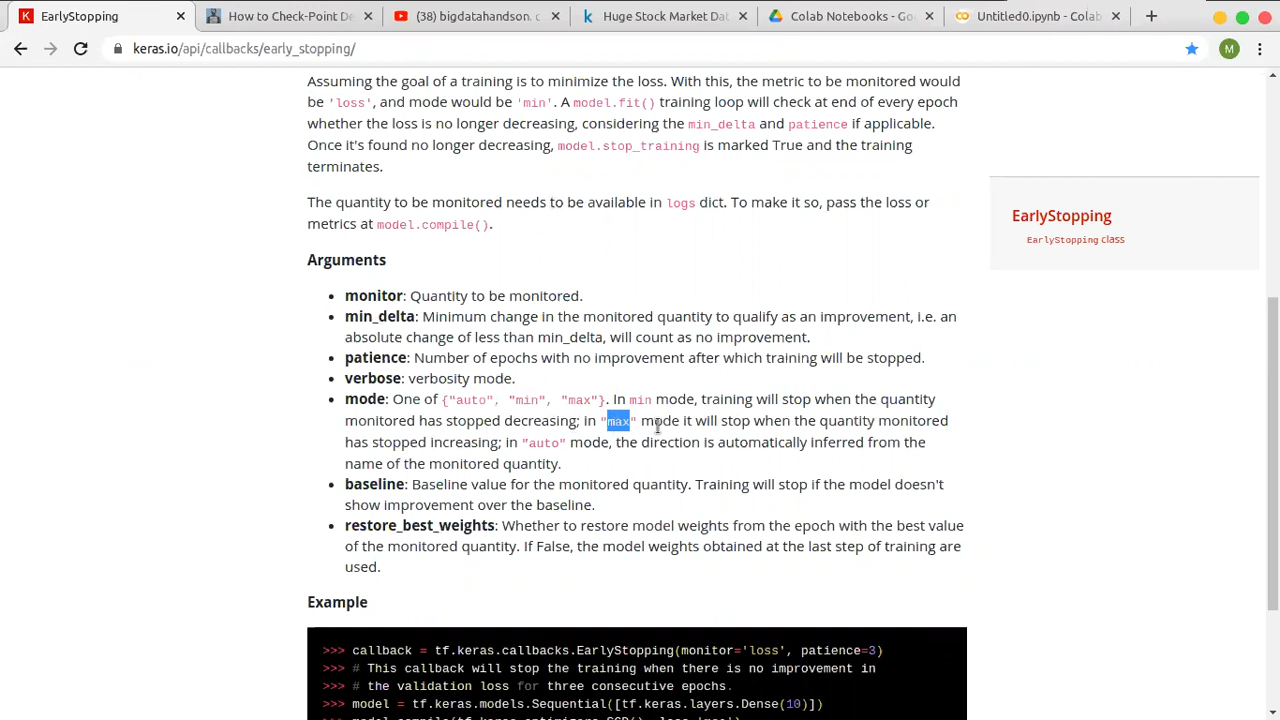 EarlyStopping
How to Check-Point De
(38) bigdatahandson.
Huge Stock Market Dat
Colab Notebooks - Goo
Untitled0.ipynb - Colab
keras.io/api/callbacks/early_stopping/
M
Assuming the goal of a training is to minimize the loss. With this, the metric to be monitored would
be 'loss', and mode would be 'min'. A model.fit() training loop will check at end of every epoch
whether the loss is no longer decreasing, considering the min_delta and patience if applicable.
Once it's found no longer decreasing, model.stop_training is marked True and the training
terminates.
The quantity to be monitored needs to be available in logs dict. To make it so, pass the loss or
metrics at model.compile().
Arguments
• monitor: Quantity to be monitored.
• min_delta: Minimum change in the monitored quantity to qualify as an improvement, i.e. an
absolute change of less than min_delta, will count as no improvement.
• patience: Number of epochs with no improvement after which training will be stopped.
• verbose: verbosity mode.
• mode: One of {"auto", "min", "max"}. In min mode, training will stop when the quantity
monitored has stopped decreasing; in "max" mode it will stop when the quantity monitored
has stopped increasing; in "auto" mode, the direction is automatically inferred from the
name of the monitored quantity.
• baseline: Baseline value for the monitored quantity. Training will stop if the model doesn't
show improvement over the baseline.
• restore_best_weights: Whether to restore model weights from the epoch with the best value
of the monitored quantity. If False, the model weights obtained at the last step of training are
used.
Example
>>> callback = tf.keras.callbacks.EarlyStopping(monitor='loss', patience=3)
>>> # This callback will stop the training when there is no improvement in
>>> # the validation loss for three consecutive epochs.
>>> model = tf.keras.models.Sequential([tf.keras.layers.Dense(10)])
>>> model.compile(tf.keras.optimizers.SGD(), loss='mse')
EarlyStopping
EarlyStopping class